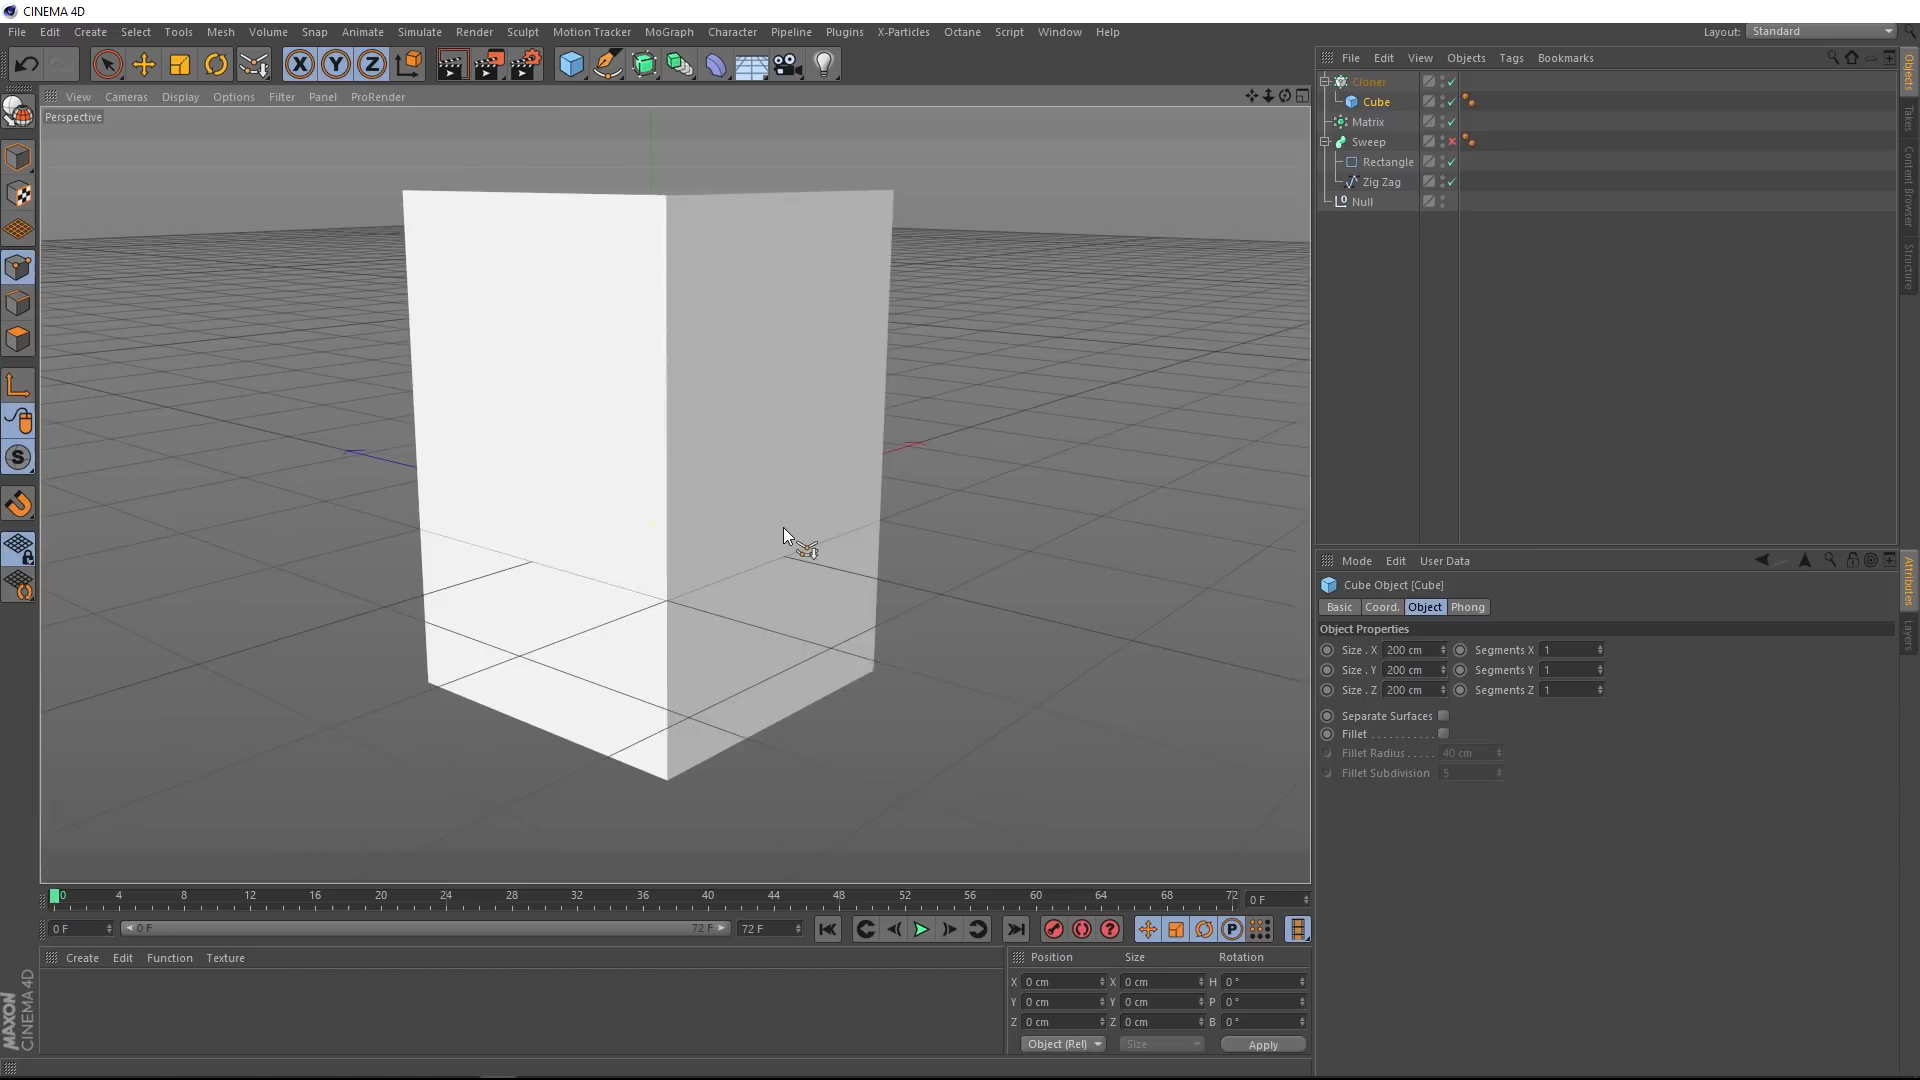 CINEMA 4D
File Edit Create Select Tools Mesh Volume Snap Animate Simulate Render Sculpt Motion Tracker MoGraph Character Pipeline Plugins X-Particles Octane Script Window Help
Layout: Standard
X Y Z
File Edit View Objects Tags Bookmarks
View Cameras Display Options Filter Panel ProRender
Perspective
Cloner
Cube
Matrix
Sweep
Rectangle
Zig Zag
Null
Objects
Takes
Content Browser
Structure
S
Mode Edit User Data
Cube Object [Cube]
Basic Coord. Object Phong
Object Properties
Size . X 200 cm Segments X 1
Size . Y 200 cm Segments Y 1
Size . Z 200 cm Segments Z 1
Separate Surfaces
Fillet . . . . . . . . . . .
Fillet Radius . . . . . 40 cm
Fillet Subdivision 5
Attributes
Layers
0 4 8 12 16 20 24 28 32 36 40 44 48 52 56 60 64 68 72 0 F
0 F 0 F 72 F 72 F P
Create Edit Function Texture
Position Size Rotation
X 0 cm X 0 cm H 0 °
Y 0 cm Y 0 cm P 0 °
Z 0 cm Z 0 cm B 0 °
Object (Rel) Size Apply
MAXON
CINEMA 4D